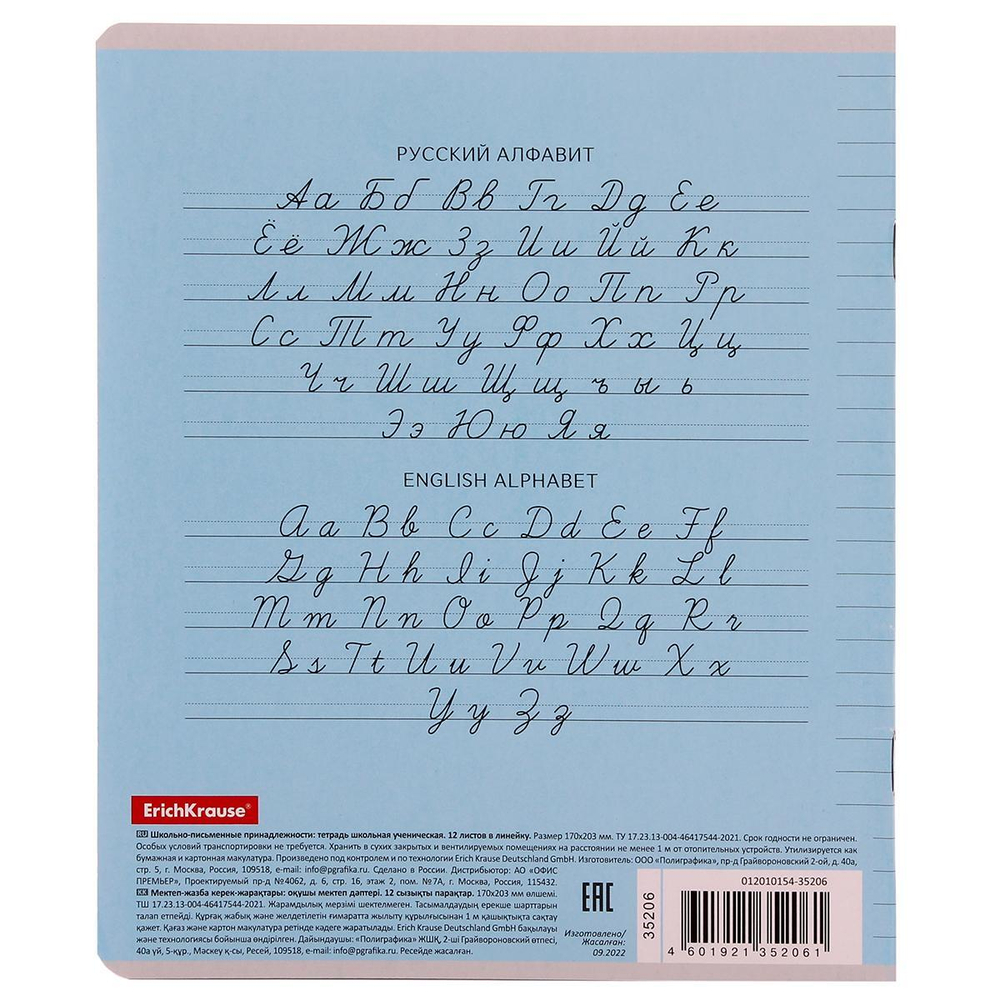 РУССКИЙ АЛФАВИТ
Аа Бб Вв Гг Дд Ее
Ёё Жж Зз Ии Йй Кк
Лл Мм Нн Оо Пп Рр
Сс Тт Уу Фф Хх Цц
Чч Шш Щщ ъ ы ь
Ээ Юю Яя
ENGLISH ALPHABET
Aa Bb Cc Dd Ee Ff
Gg Hh Ii Jj Kk Ll
Mm Nn Oo Pp Qq Rr
Ss Tt Uu Vv Ww Xx
Yy Zz
ErichKrause®
RU Школьно-письменные принадлежности: тетрадь школьная ученическая. 12 листов в линейку. Размер 170x203 мм. ТУ 17.23.13-004-46417544-2021. Срок годности не ограничен.
Особых условий транспортировки не требуется. Хранить в сухих закрытых и вентилируемых помещениях на расстоянии не менее 1 м от отопительных устройств. Утилизируется как
бумажная и картонная макулатура. Произведено под контролем и по технологии Erich Krause Deutschland GmbH. Изготовитель: ООО «Полиграфика», пр-д Грайвороновский 2-ой, д. 40а,
стр. 5, г. Москва, Россия, 109518, e-mail: info@pgrafika.ru. Сделано в России. Дистрибьютор: АО «ОФИС
ПРЕМЬЕР», Проектируемый пр-д №4062, д. 6, стр. 16, этаж 2, пом. №7А, г. Москва, Россия, 115432.
KK Мектеп-жазба керек-жарақтары: оқушы мектеп дәптері. 12 сызықты парақтар. 170x203 мм өлшемі.
ТШ 17.23.13-004-46417544-2021. Жарамдылық мерзімі шектелмеген. Тасымалдаудың ерекше шарттарын
талап етпейді. Құрғақ жабық және желдетілетін ғимаратта жылыту құрылғысынан 1 м қашықтықта сақтау
қажет. Қағаз және картон макулатура ретінде кәдеге жаратылады. Erich Krause Deutschland GmbH бақылауы
және технологиясы бойынша өндірілген. Дайындаушы: «Полиграфика» ЖШҚ, 2-ші Грайвороновский өтпесі,
40а үй, 5-құр., Маскеу қ-сы, Ресей, 109518, e-mail: info@pgrafika.ru. Ресейде жасалған.
EAC
Изготовлено/
Жасалған:
09.2022
35206
012010154-35206
4 601921 352061